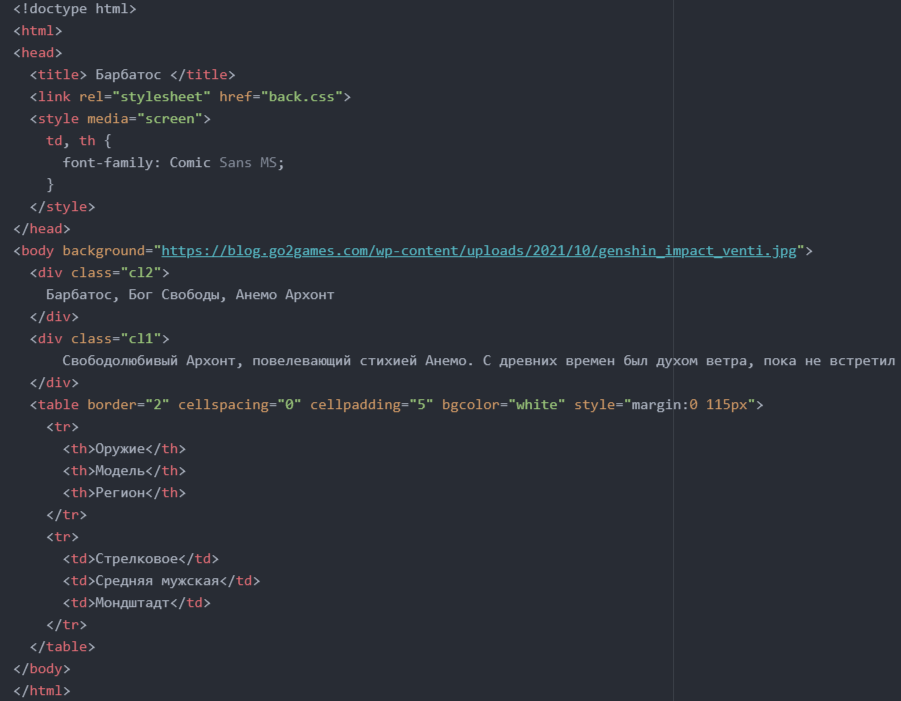 <!doctype html>
<html>
<head>
  <title> Барбатос </title>
  <link rel="stylesheet" href="back.css">
  <style media="screen">
    td, th {
      font-family: Comic Sans MS;
    }
  </style>
</head>
<body background="https://blog.go2games.com/wp-content/uploads/2021/10/genshin_impact_venti.jpg">
  <div class="cl2">
    Барбатос, Бог Свободы, Анемо Архонт
  </div>
  <div class="cl1">
      Свободолюбивый Архонт, повелевающий стихией Анемо. С древних времен был духом ветра, пока не встретил
  </div>
  <table border="2" cellspacing="0" cellpadding="5" bgcolor="white" style="margin:0 115px">
    <tr>
      <th>Оружие</th>
      <th>Модель</th>
      <th>Регион</th>
    </tr>
    <tr>
      <td>Стрелковое</td>
      <td>Средняя мужская</td>
      <td>Мондштадт</td>
    </tr>
  </table>
</body>
</html>